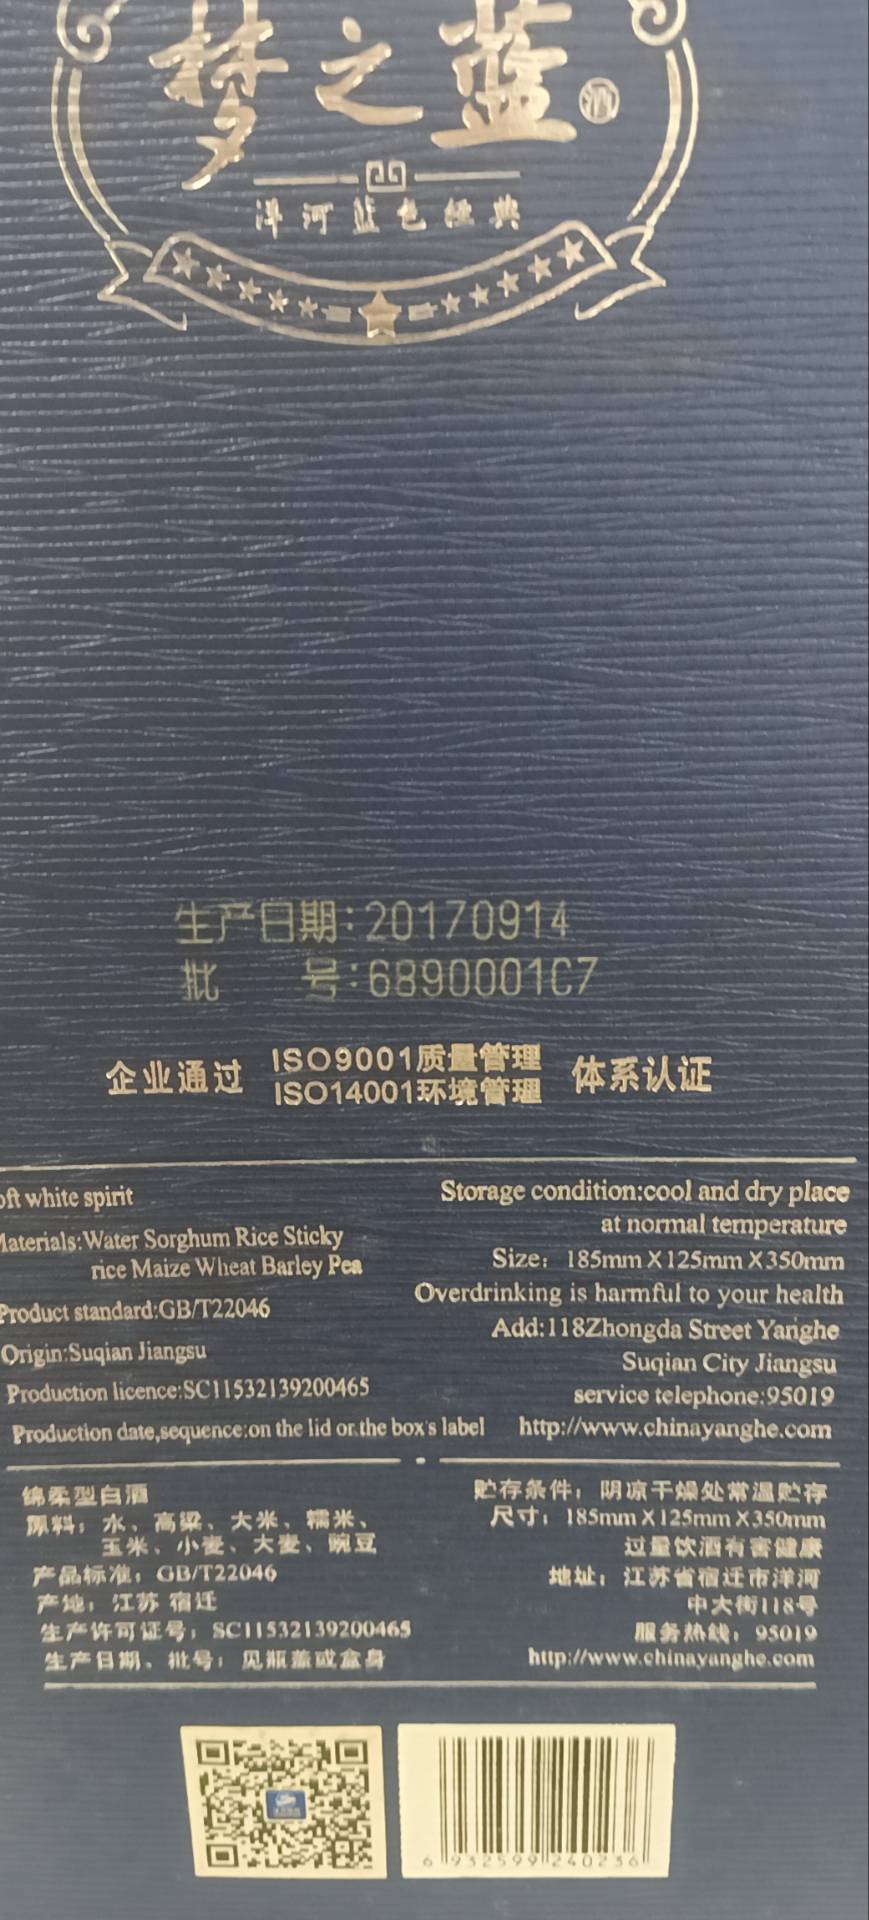 梦之蓝 酒
洋河蓝色经典
生产日期:20170914
批 号:6890001C7
企业通过 ISO9001质量管理 体系认证
ISO14001环境管理
oft white spirit
Materials:Water Sorghum Rice Sticky
rice Maize Wheat Barley Pea
Product standard:GB/T22046
Origin:Suqian Jiangsu
Production licence:SC11532139200465
Production date,sequence:on the lid or the box's label
Storage condition:cool and dry place
at normal temperature
Size: 185mm X 125mm X 350mm
Overdrinking is harmful to your health
Add:118Zhongda Street Yanghe
Suqian City Jiangsu
service telephone:95019
http://www.chinayanghe.com
绵柔型白酒
原料：水、高粱、大米、糯米、
玉米、小麦、大麦、豌豆
产品标准：GB/T22046
产地：江苏 宿迁
生产许可证号：SC11532139200465
生产日期、批号：见瓶盖或盒身
贮存条件：阴凉干燥处常温贮存
尺寸：185mm X 125mm X 350mm
过量饮酒有害健康
地址：江苏省宿迁市洋河
中大街118号
服务热线：95019
http://www.chinayanghe.com
6 932599 240236